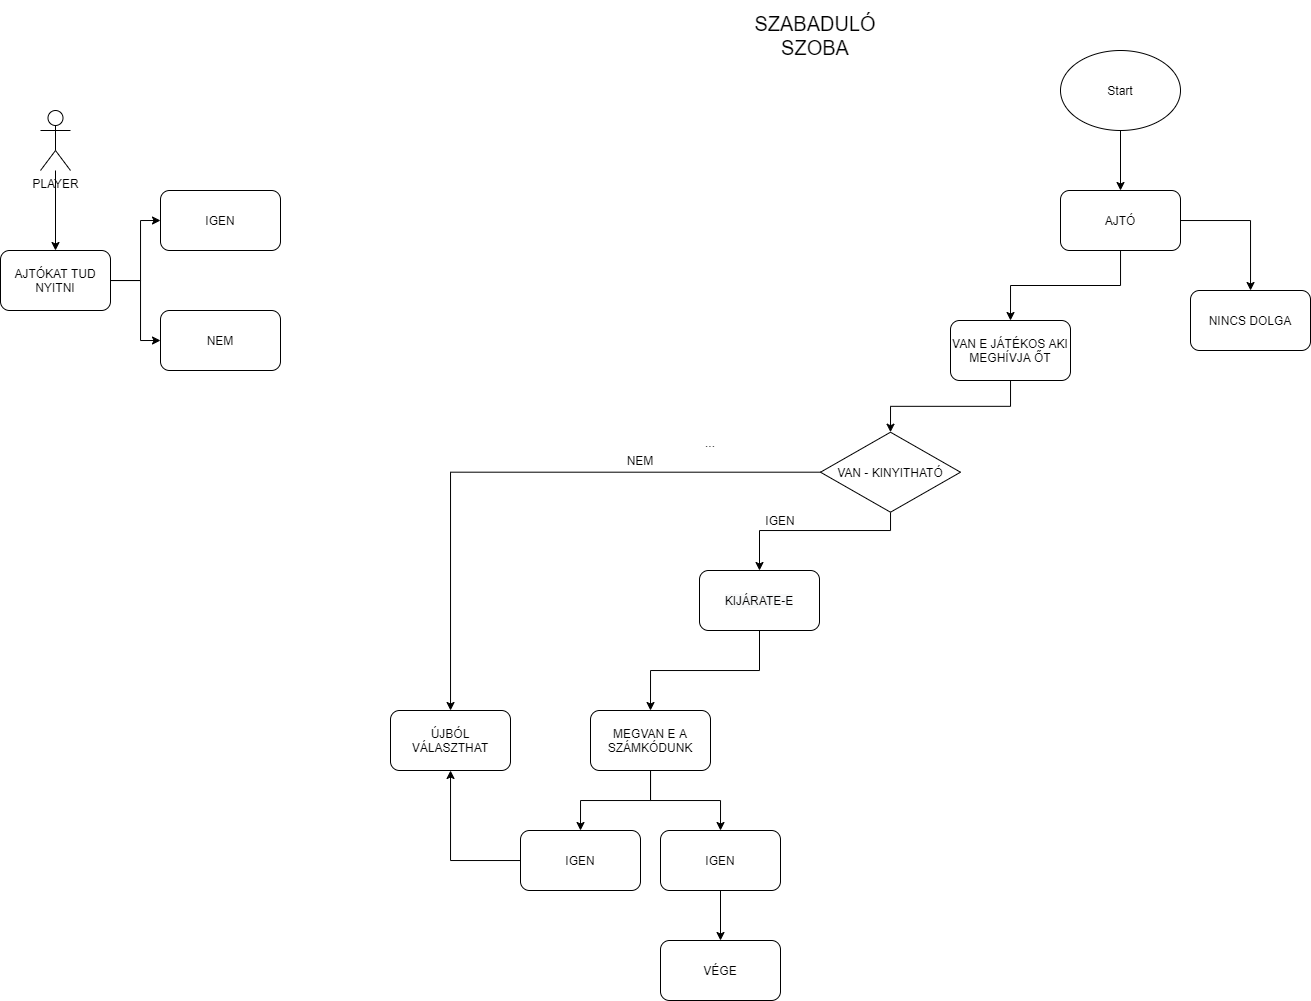 SZABADULÓ
SZOBA
Start
PLAYER
IGEN
AJTÓ
AJTÓKAT TUD
NYITNI
NINCS DOLGA
NEM
VAN E JÁTÉKOS AKI
MEGHÍVJA ŐT
...
NEM
VAN - KINYITHATÓ
IGEN
KIJÁRATE-E
ÚJBÓL
VÁLASZTHAT
MEGVAN E A
SZÁMKÓDUNK
IGEN
IGEN
VÉGE